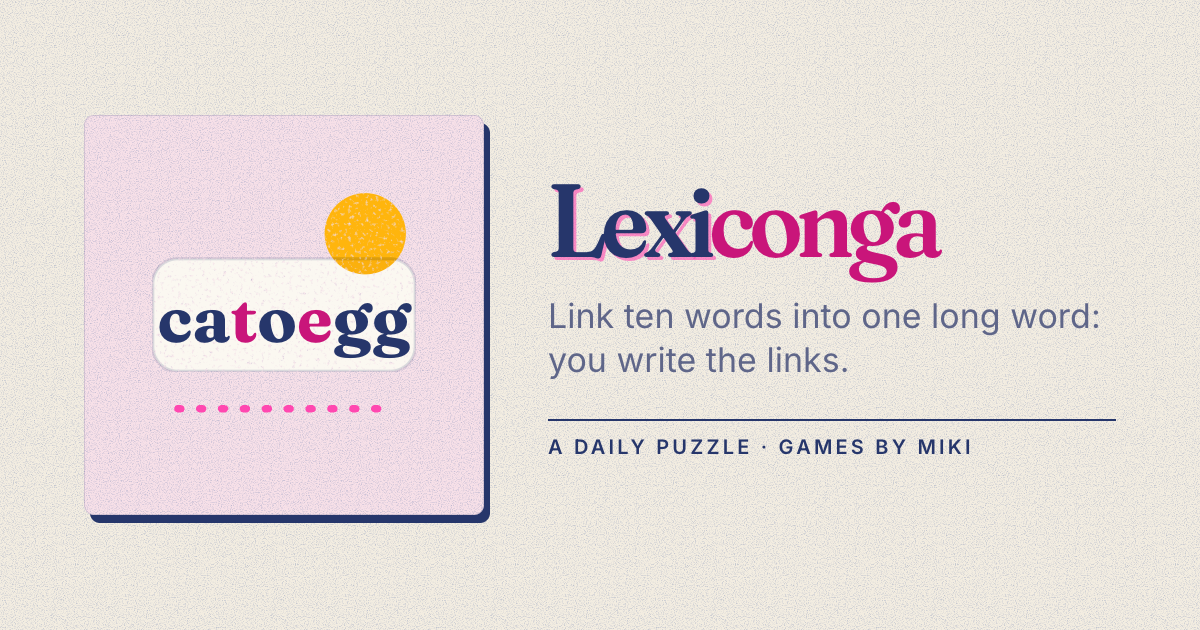 catoegg
Lexiconga
Link ten words into one long word:
you write the links.
A DAILY PUZZLE · GAMES BY MIKI